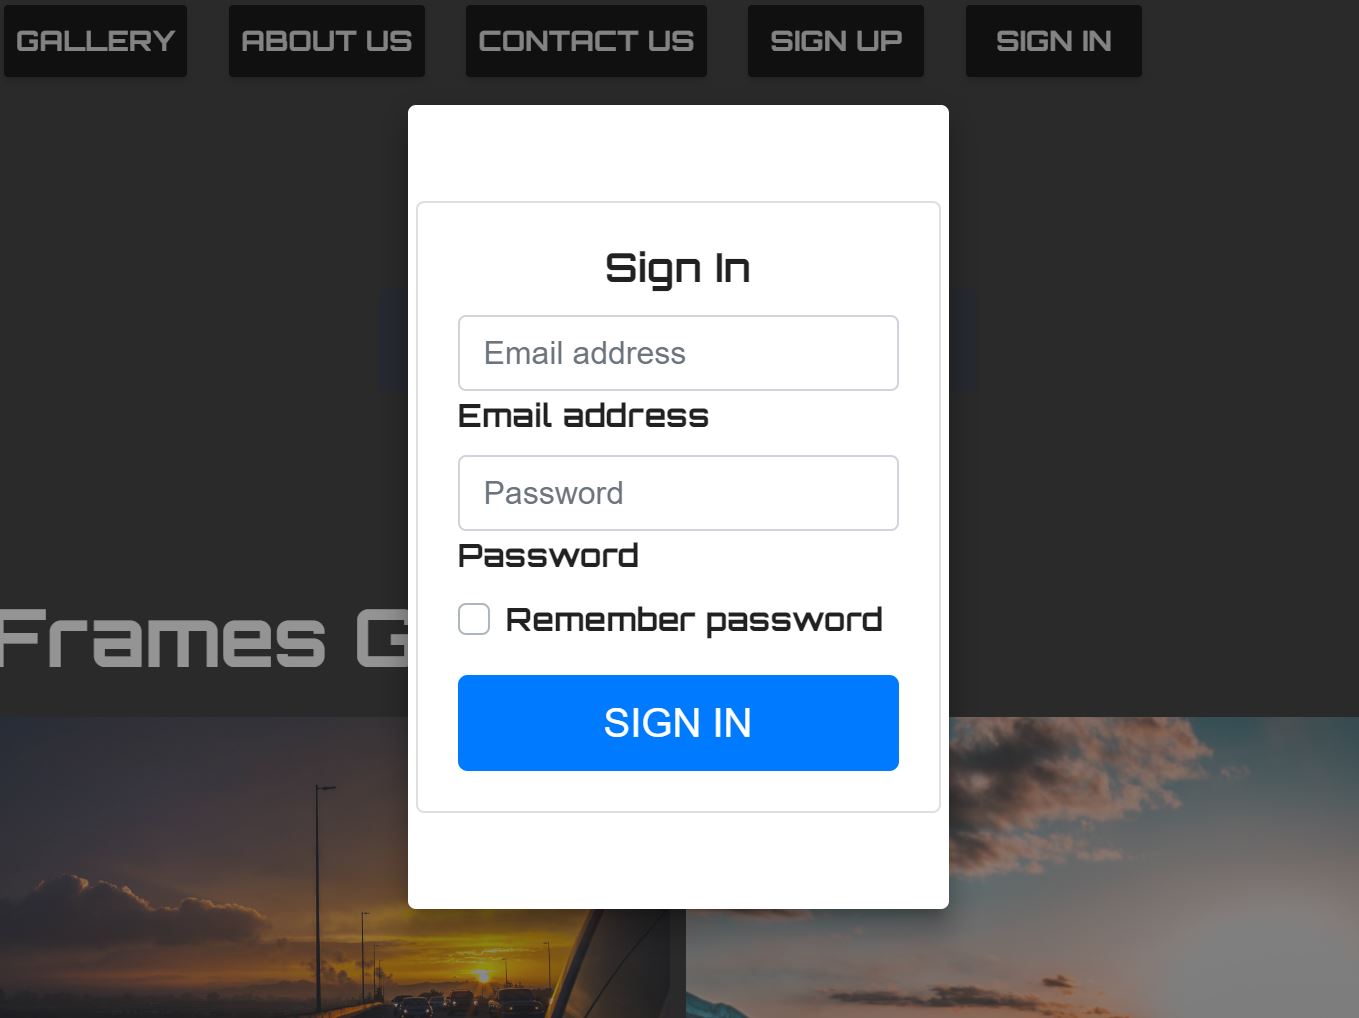 GALLERY
ABOUT US
CONTACT US
SIGN UP
SIGN IN
Sign In
Email address
Email address
Password
Password
Remember password
SIGN IN
Frames G